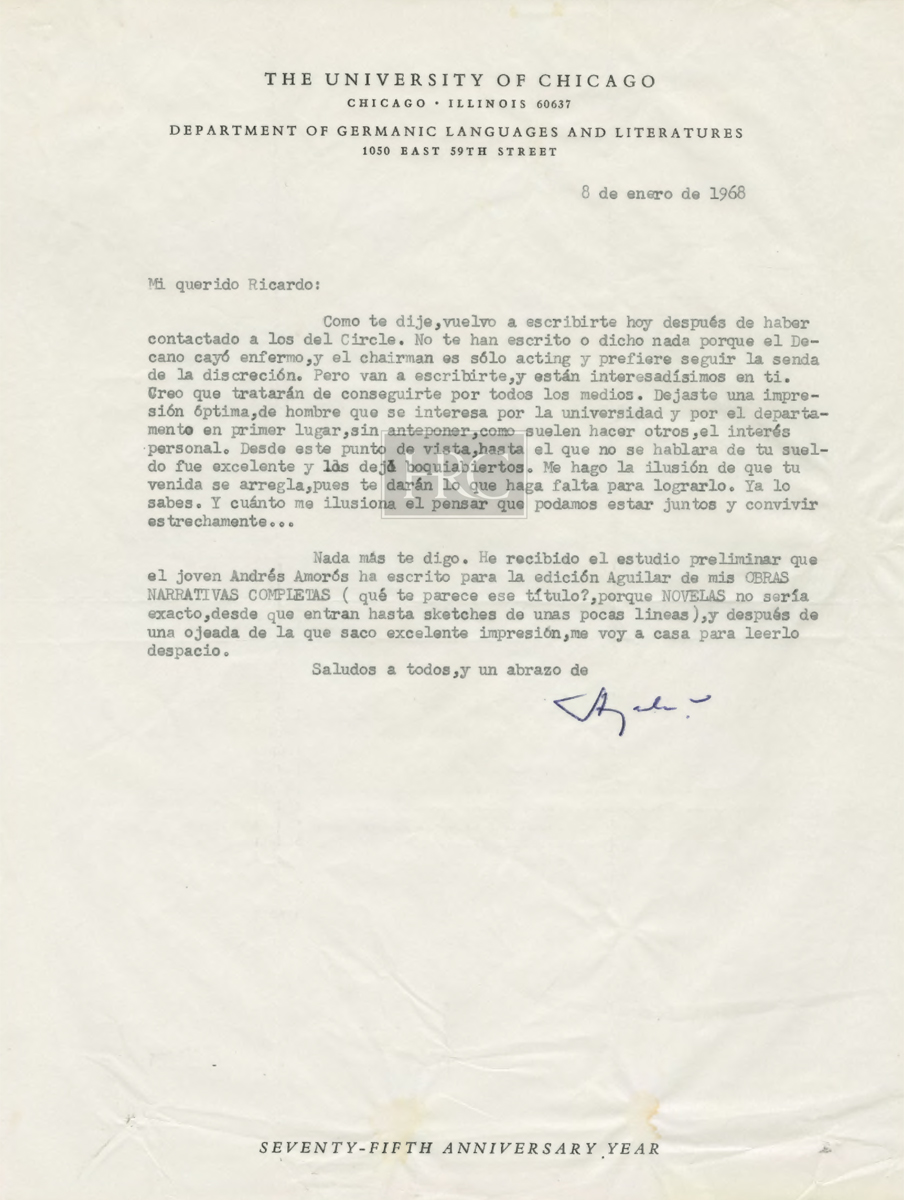 THE UNIVERSITY OF CHICAGO
CHICAGO · ILLINOIS 60637
DEPARTMENT OF GERMANIC LANGUAGES AND LITERATURES
1050 EAST 59TH STREET
8 de enero de 1968
Mi querido Ricardo:
Como te dije,vuelvo a escribirte hoy después de haber
contactado a los del Circle. No te han escrito o dicho nada porque el De-
cano cayó enfermo,y el chairman es sólo acting y prefiere seguir la senda
de la discreción. Pero van a escribirte,y están interesadísimos en ti.
Creo que tratarán de conseguirte por todos los medios. Dejaste una impre-
sión óptima,de hombre que se interesa por la universidad y por el departa-
mento en primer lugar,sin anteponer,como suelen hacer otros,el interés
personal. Desde este punto de vista,hasta el que no se hablara de tu suel-
do fue excelente y los dejó boquiabiertos. Me hago la ilusión de que tu
venida se arregla,pues te darán lo que haga falta para lograrlo. Ya lo
sabes. Y cuánto me ilusiona el pensar que podamos estar juntos y convivir
estrechamente...
Nada más te digo. He recibido el estudio preliminar que
el joven Andrés Amorós ha escrito para la edición Aguilar de mis OBRAS
NARRATIVAS COMPLETAS ( qué te parece ese título?,porque NOVELAS no sería
exacto,desde que entran hasta sketches de unas pocas lineas),y después de
una ojeada de la que saco excelente impresión,me voy a casa para leerlo
despacio.
Saludos a todos,y un abrazo de
Ayala
HRC
SEVENTY-FIFTH ANNIVERSARY YEAR